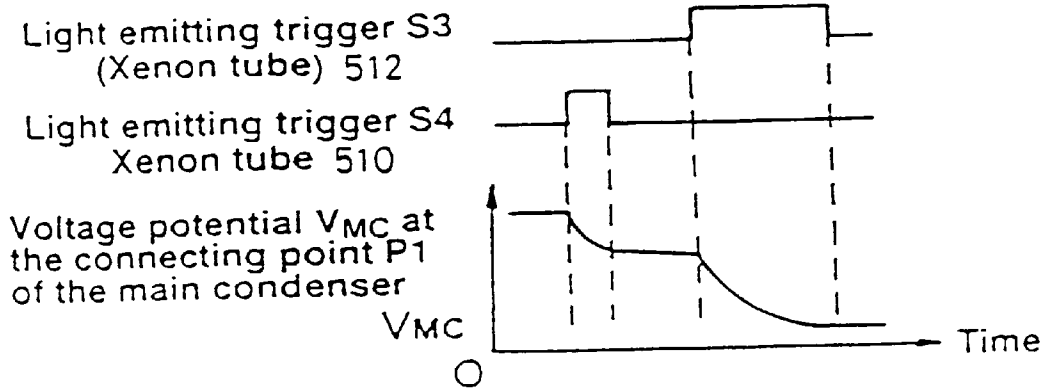 Light emitting trigger S3
(Xenon tube) 512
Light emitting trigger S4
Xenon tube 510
Voltage potential VMC at
the connecting point P1
of the main condenser
VMC
O
Time